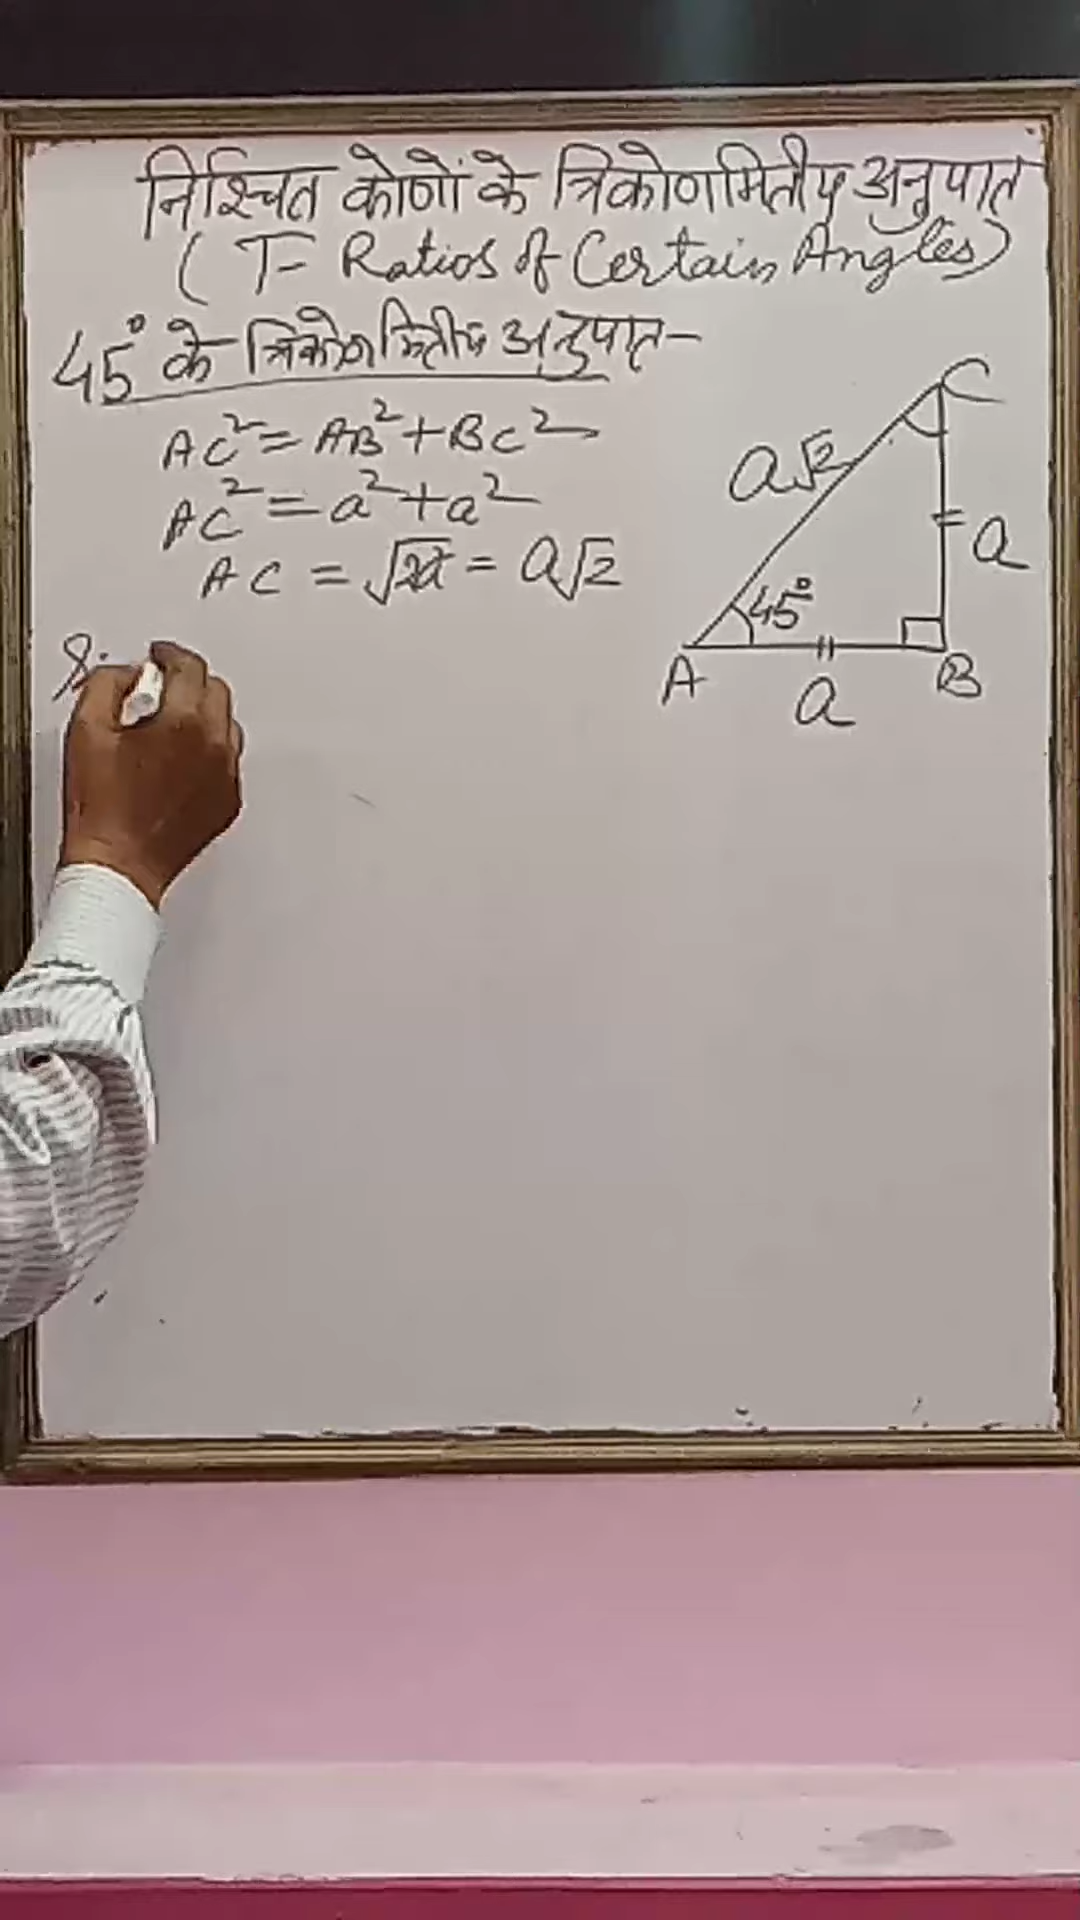 निश्चित कोणों के त्रिकोणमितीय अनुपात
(T- Ratios of Certain Angles)
45° के त्रिकोणमितीय अनुपात-
AC² = AB² + BC²
AC² = a² + a²
AC = √2a² = a√2
C
a√2
a
45°
A
B
a